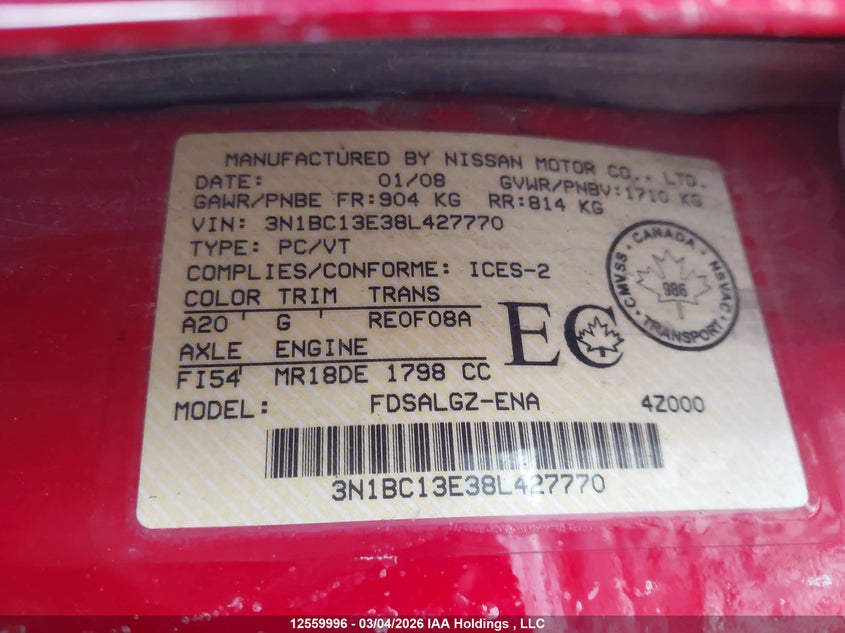 MANUFACTURED BY NISSAN MOTOR CO., LTD.
DATE: 01/08 GVWR/PNBV:1710 KG
GAWR/PNBE FR:904 KG RR:814 KG
VIN: 3N1BC13E38L427770
TYPE: PC/VT
COMPLIES/CONFORME: ICES-2
COLOR TRIM TRANS
A20 G REOF08A
AXLE ENGINE
FI54 MR18DE 1798 CC
MODEL: FDSALGZ-ENA 4Z000
EC
CANADA
CMVSS
NSVAC
986
TRANSPORT
3N1BC13E38L427770
12559996 - 03/04/2026 IAA Holdings , LLC